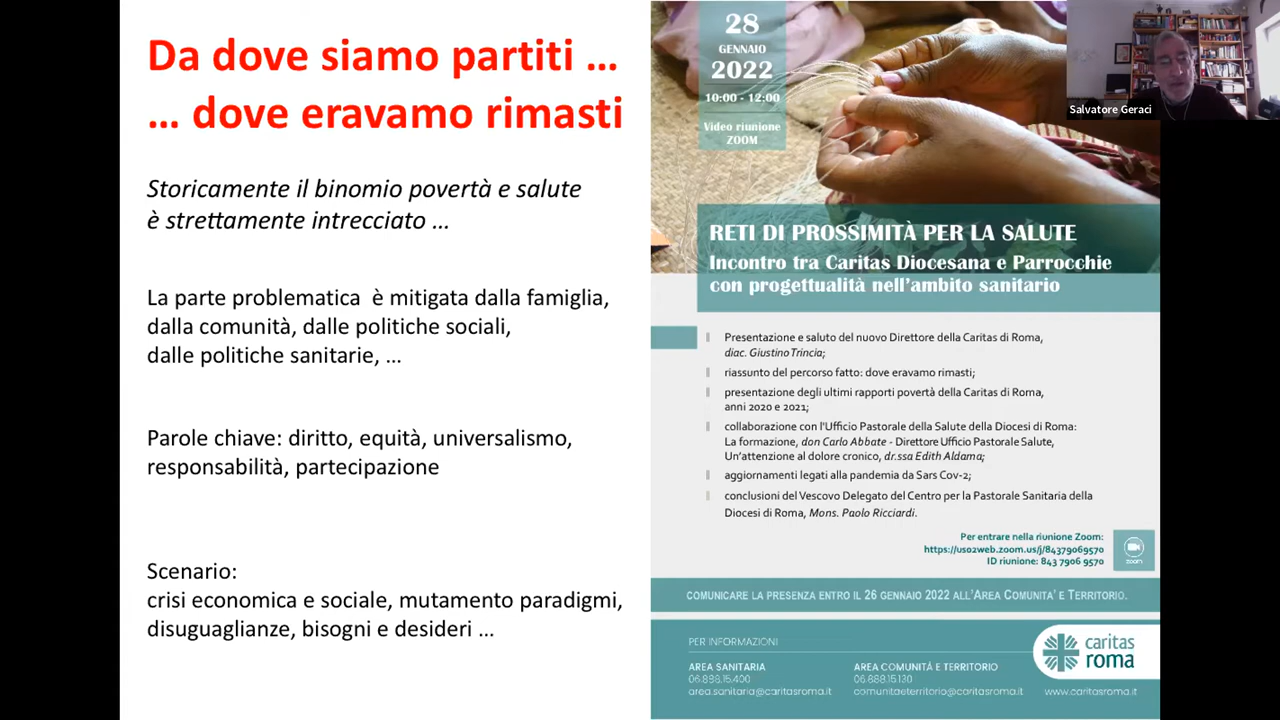 Da dove siamo partiti ...
... dove eravamo rimasti
Storicamente il binomio povertà e salute
è strettamente intrecciato ...
La parte problematica è mitigata dalla famiglia,
dalla comunità, dalle politiche sociali,
dalle politiche sanitarie, ...
Parole chiave: diritto, equità, universalismo,
responsabilità, partecipazione
Scenario:
crisi economica e sociale, mutamento paradigmi,
disuguaglianze, bisogni e desideri ...
28
GENNAIO
2022
10:00 - 12:00
Video riunione
ZOOM
Salvatore Geraci
RETI DI PROSSIMITÀ PER LA SALUTE
Incontro tra Caritas Diocesana e Parrocchie
con progettualità nell'ambito sanitario
Presentazione e saluto del nuovo Direttore della Caritas di Roma,
diac. Giustino Trincia;
riassunto del percorso fatto: dove eravamo rimasti;
presentazione degli ultimi rapporti povertà della Caritas di Roma,
anni 2020 e 2021;
collaborazione con l'Ufficio Pastorale della Salute della Diocesi di Roma:
La formazione, don Carlo Abbate - Direttore Ufficio Pastorale Salute,
Un'attenzione al dolore cronico, dr.ssa Edith Aldama;
aggiornamenti legati alla pandemia da Sars Cov-2;
conclusioni del Vescovo Delegato del Centro per la Pastorale Sanitaria della
Diocesi di Roma, Mons. Paolo Ricciardi.
Per entrare nella riunione Zoom:
https://us02web.zoom.us/j/84379069570
ID riunione: 843 7906 9570
zoom
COMUNICARE LA PRESENZA ENTRO IL 26 GENNAIO 2022 ALL'AREA COMUNITA' E TERRITORIO.
PER INFORMAZIONI
AREA SANITARIA
06.888.15.400
area.sanitaria@caritasroma.it
AREA COMUNITÀ E TERRITORIO
06.888.15.130
comunitaeterritorio@caritasroma.it
caritas
roma
www.caritasroma.it